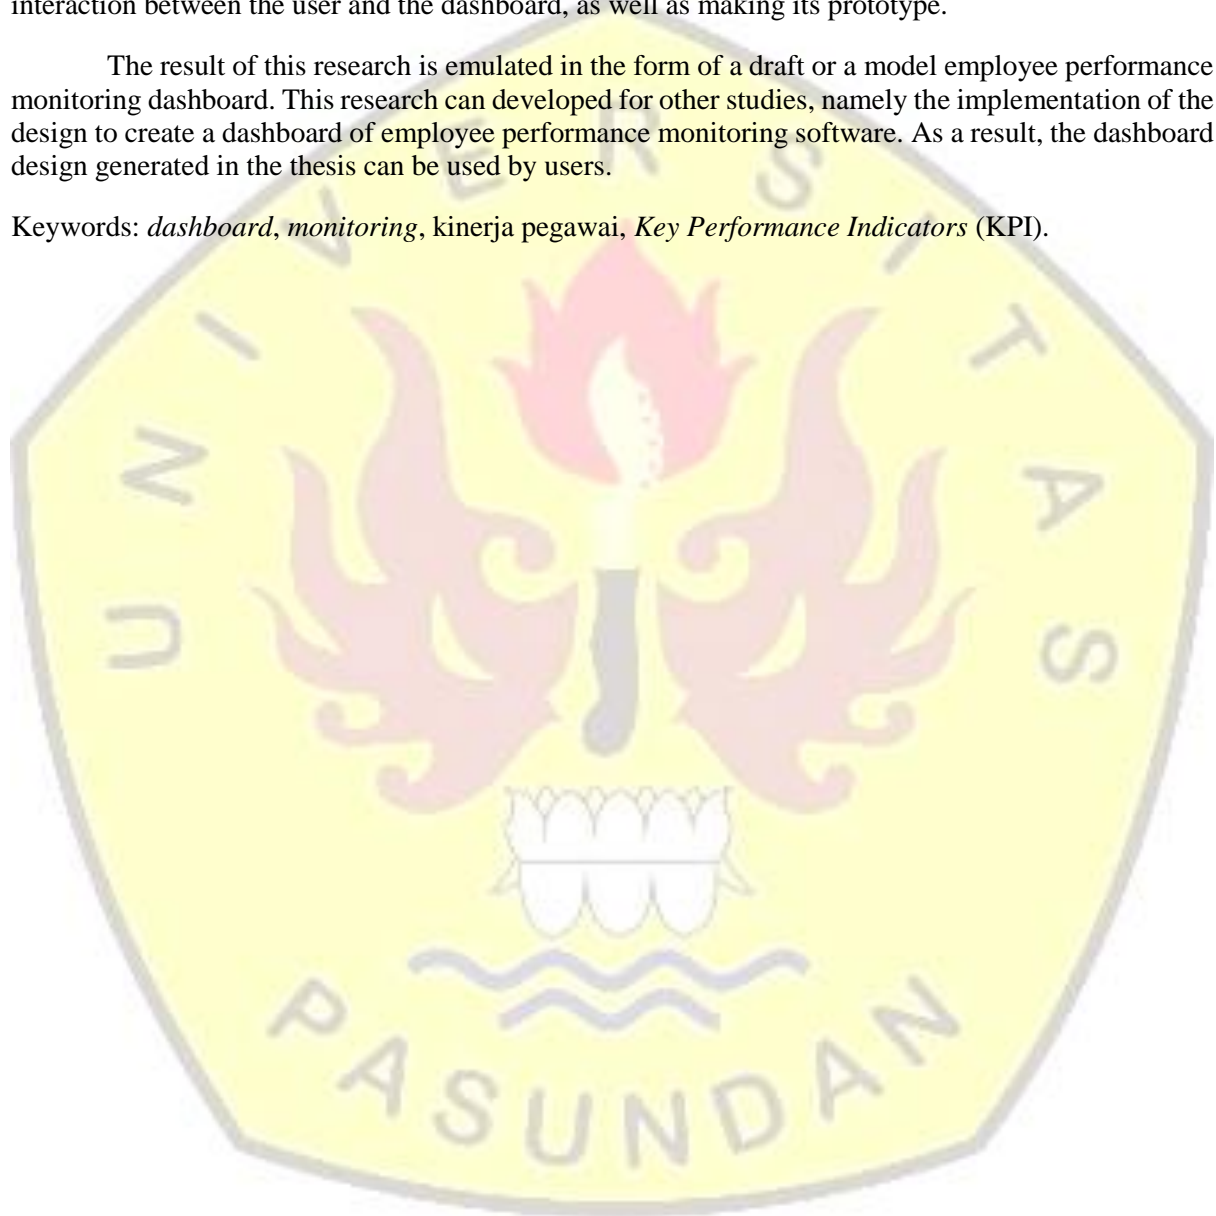 interaction between the user and the dashboard, as well as making its prototype.
The result of this research is emulated in the form of a draft or a model employee performance
monitoring dashboard. This research can developed for other studies, namely the implementation of the
design to create a dashboard of employee performance monitoring software. As a result, the dashboard
design generated in the thesis can be used by users.
Keywords: dashboard, monitoring, kinerja pegawai, Key Performance Indicators (KPI).
UNIVERSITAS
PASUNDAN